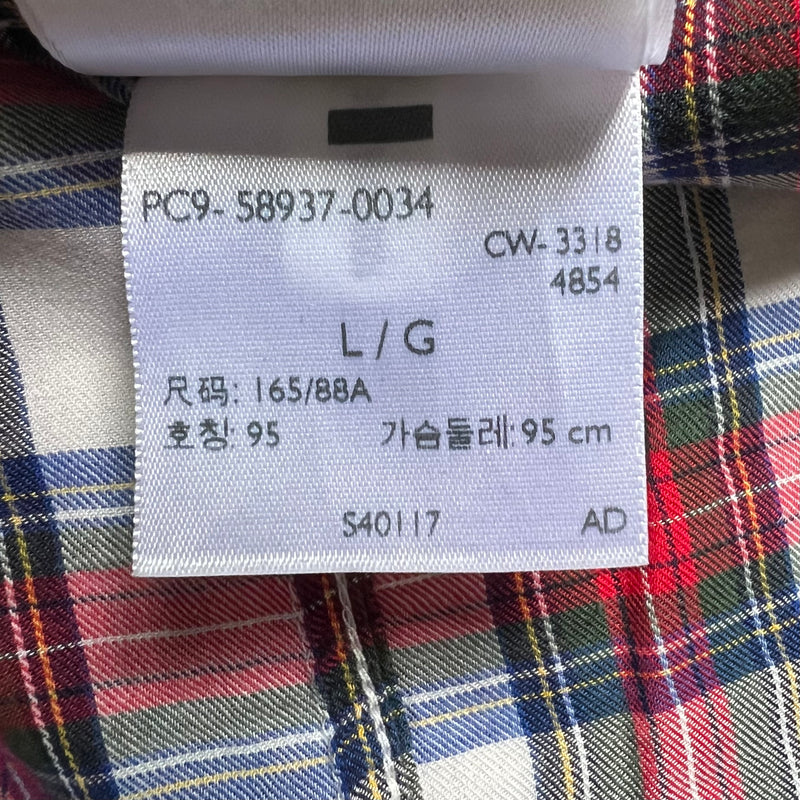 PC9- 58937-0034
CW- 3318
4854
L / G
尺码: 165/88A
호칭: 95 가슴둘레: 95 cm
S40117 AD